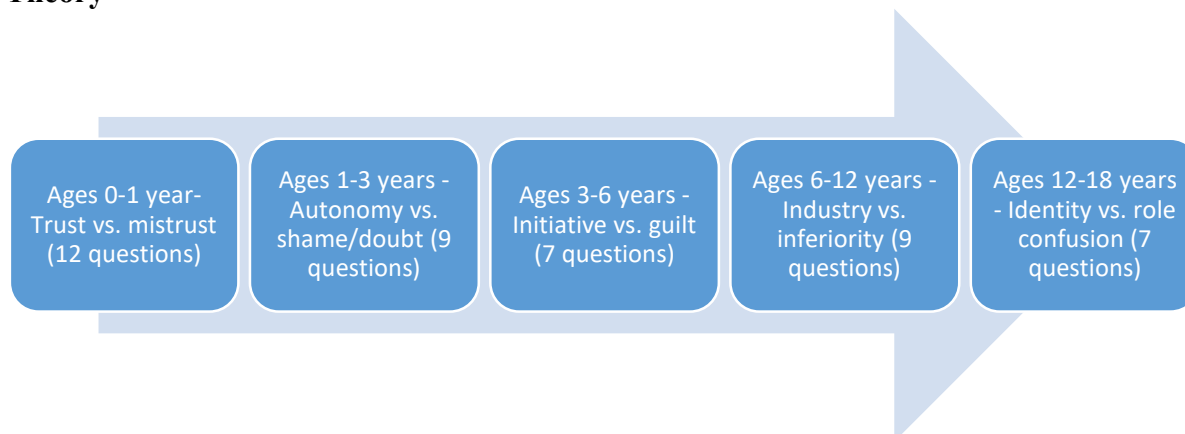 Theory
Ages 0-1 year-
Trust vs. mistrust
(12 questions)
Ages 1-3 years -
Autonomy vs.
shame/doubt (9
questions)
Ages 3-6 years -
Initiative vs. guilt
(7 questions)
Ages 6-12 years -
Industry vs.
inferiority (9
questions)
Ages 12-18 years
- Identity vs. role
confusion (7
questions)